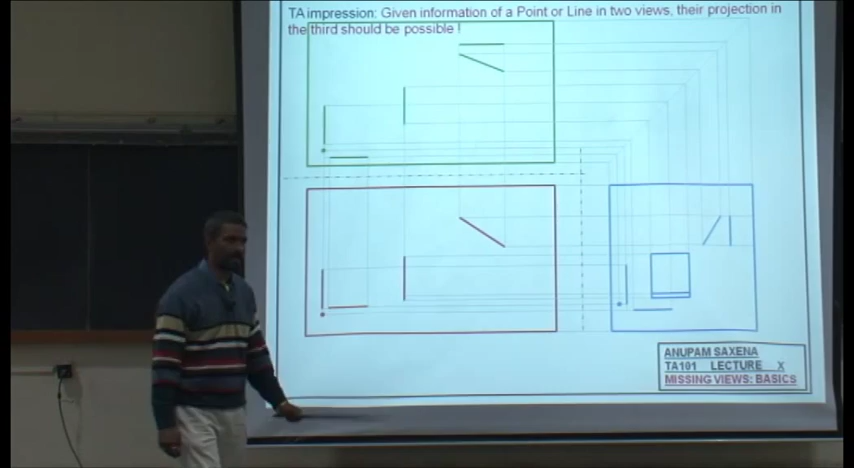 TA impression: Given information of a Point or Line in two views, their projection in
the third should be possible !
ANUPAM SAXENA
TA101 LECTURE X
MISSING VIEWS: BASICS